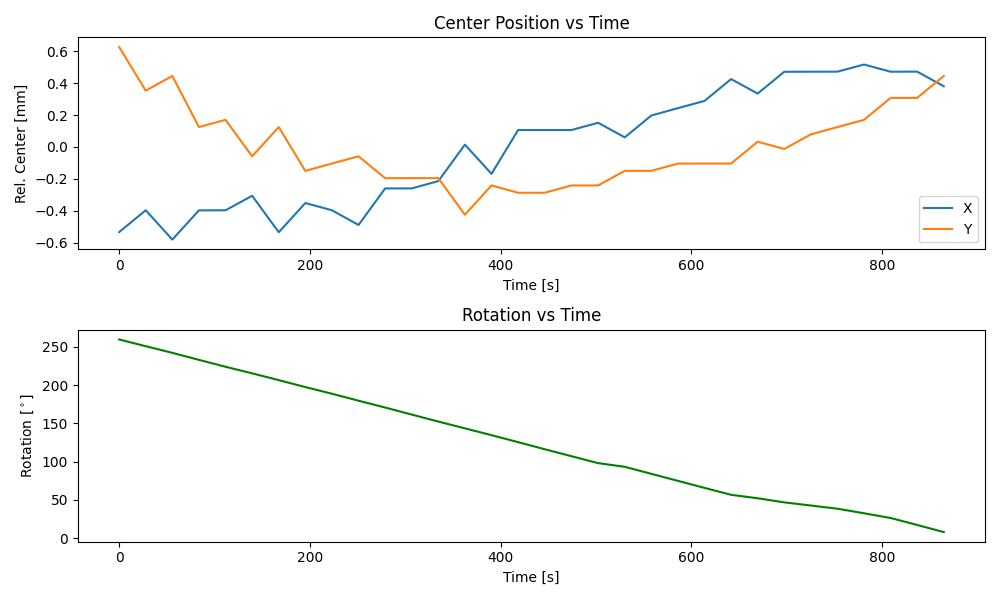 Center Position vs Time
Rel. Center [mm]
0.6
0.4
0.2
0.0
−0.2
−0.4
−0.6
X
Y
0 200 400 600 800
Time [s]
Rotation vs Time
Rotation [°]
250
200
150
100
50
0
0 200 400 600 800
Time [s]